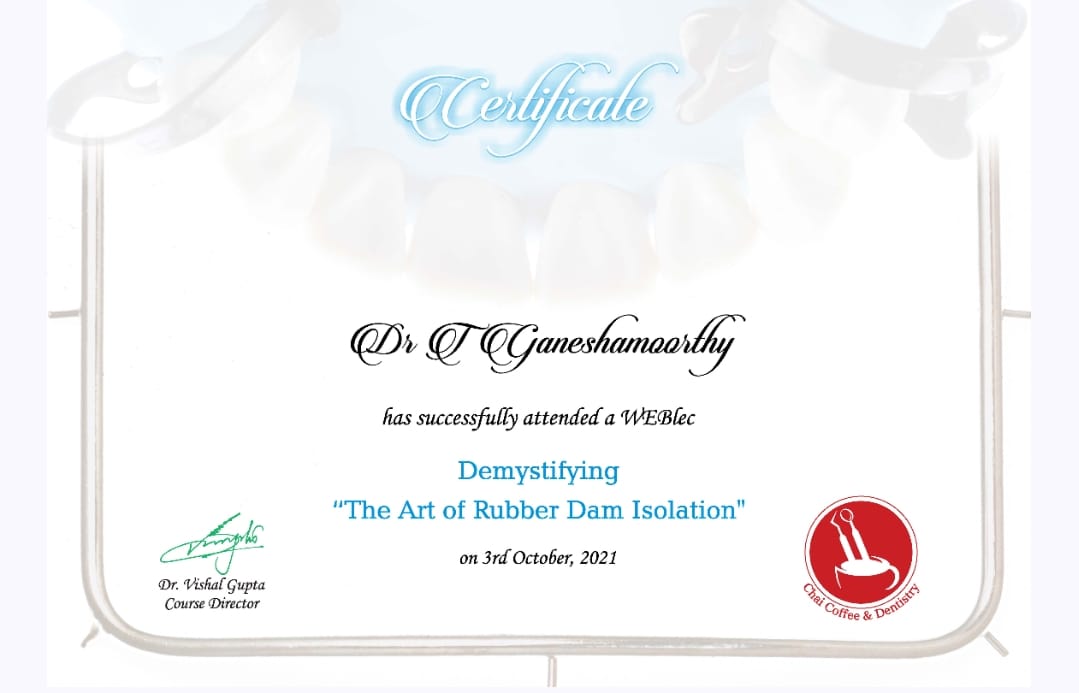 Certificate
Dr T Ganeshamoorthy
has successfully attended a WEBlec
Demystifying
“The Art of Rubber Dam Isolation"
on 3rd October, 2021
Dr. Vishal Gupta
Course Director
Chai Coffee & Dentistry